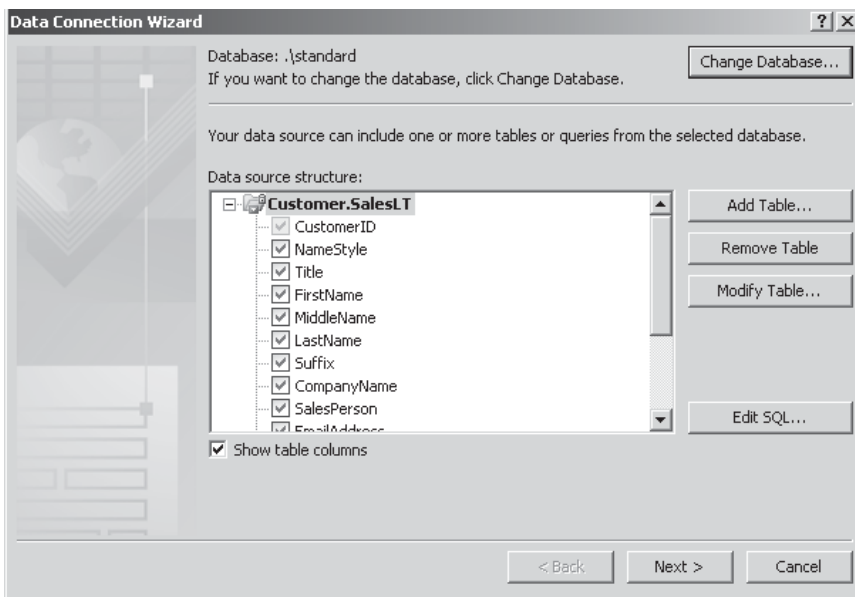 Data Connection Wizard
Database: .\standard
If you want to change the database, click Change Database.
Change Database...
Your data source can include one or more tables or queries from the selected database.
Data source structure:
Customer.SalesLT
CustomerID
NameStyle
Title
FirstName
MiddleName
LastName
Suffix
CompanyName
SalesPerson
EmailAddress
Add Table...
Remove Table
Modify Table...
Edit SQL...
Show table columns
< Back
Next >
Cancel